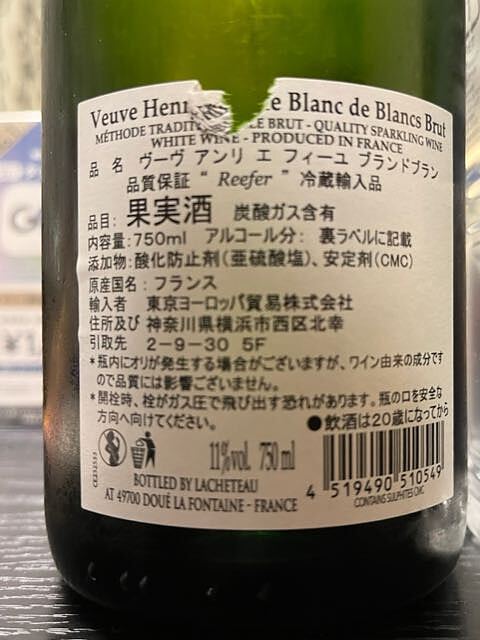 Veuve Henr e Blanc de Blancs Brut
MÉTHODE TRADIT LE BRUT - QUALITY SPARKLING WINE
WHITE WINE - PRODUCED IN FRANCE
品 名 ヴーヴ アンリ エ フィーユ ブランドブラン
品質保証 “ Reefer ” 冷蔵輸入品
品目: 果実酒 炭酸ガス含有
内容量:750ml アルコール分: 裏ラベルに記載
添加物:酸化防止剤(亜硫酸塩)、安定剤(CMC)
原産国名: フランス
輸入者 東京ヨーロッパ貿易株式会社
住所及び 神奈川県横浜市西区北幸
引取先 2-9-30 5F
*瓶内にオリが発生する場合がございますが、ワイン由来の成分です
ので品質には影響ございません。
*開栓時、栓がガス圧で飛び出す恐れがあります。瓶の口を安全な
方向へ向けてください。
●飲酒は20歳になってから
11%vol. 750 ml
BOTTLED BY LACHETEAU
AT 49700 DOUÉ LA FONTAINE - FRANCE
4 519490 510549
CONTAINS SULPHITES CMC